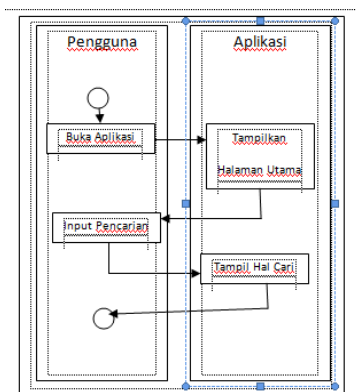 Pengguna
Aplikasi
Buka Aplikasi
Tampilkan
Halaman Utama
Input Pencarian
Tampil Hal Cari